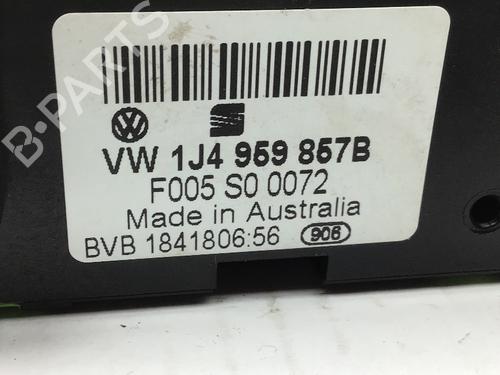 B-PARTS
VW 1J4 959 857B
F005 S0 0072
Made in Australia
BVB 1841806:56 906